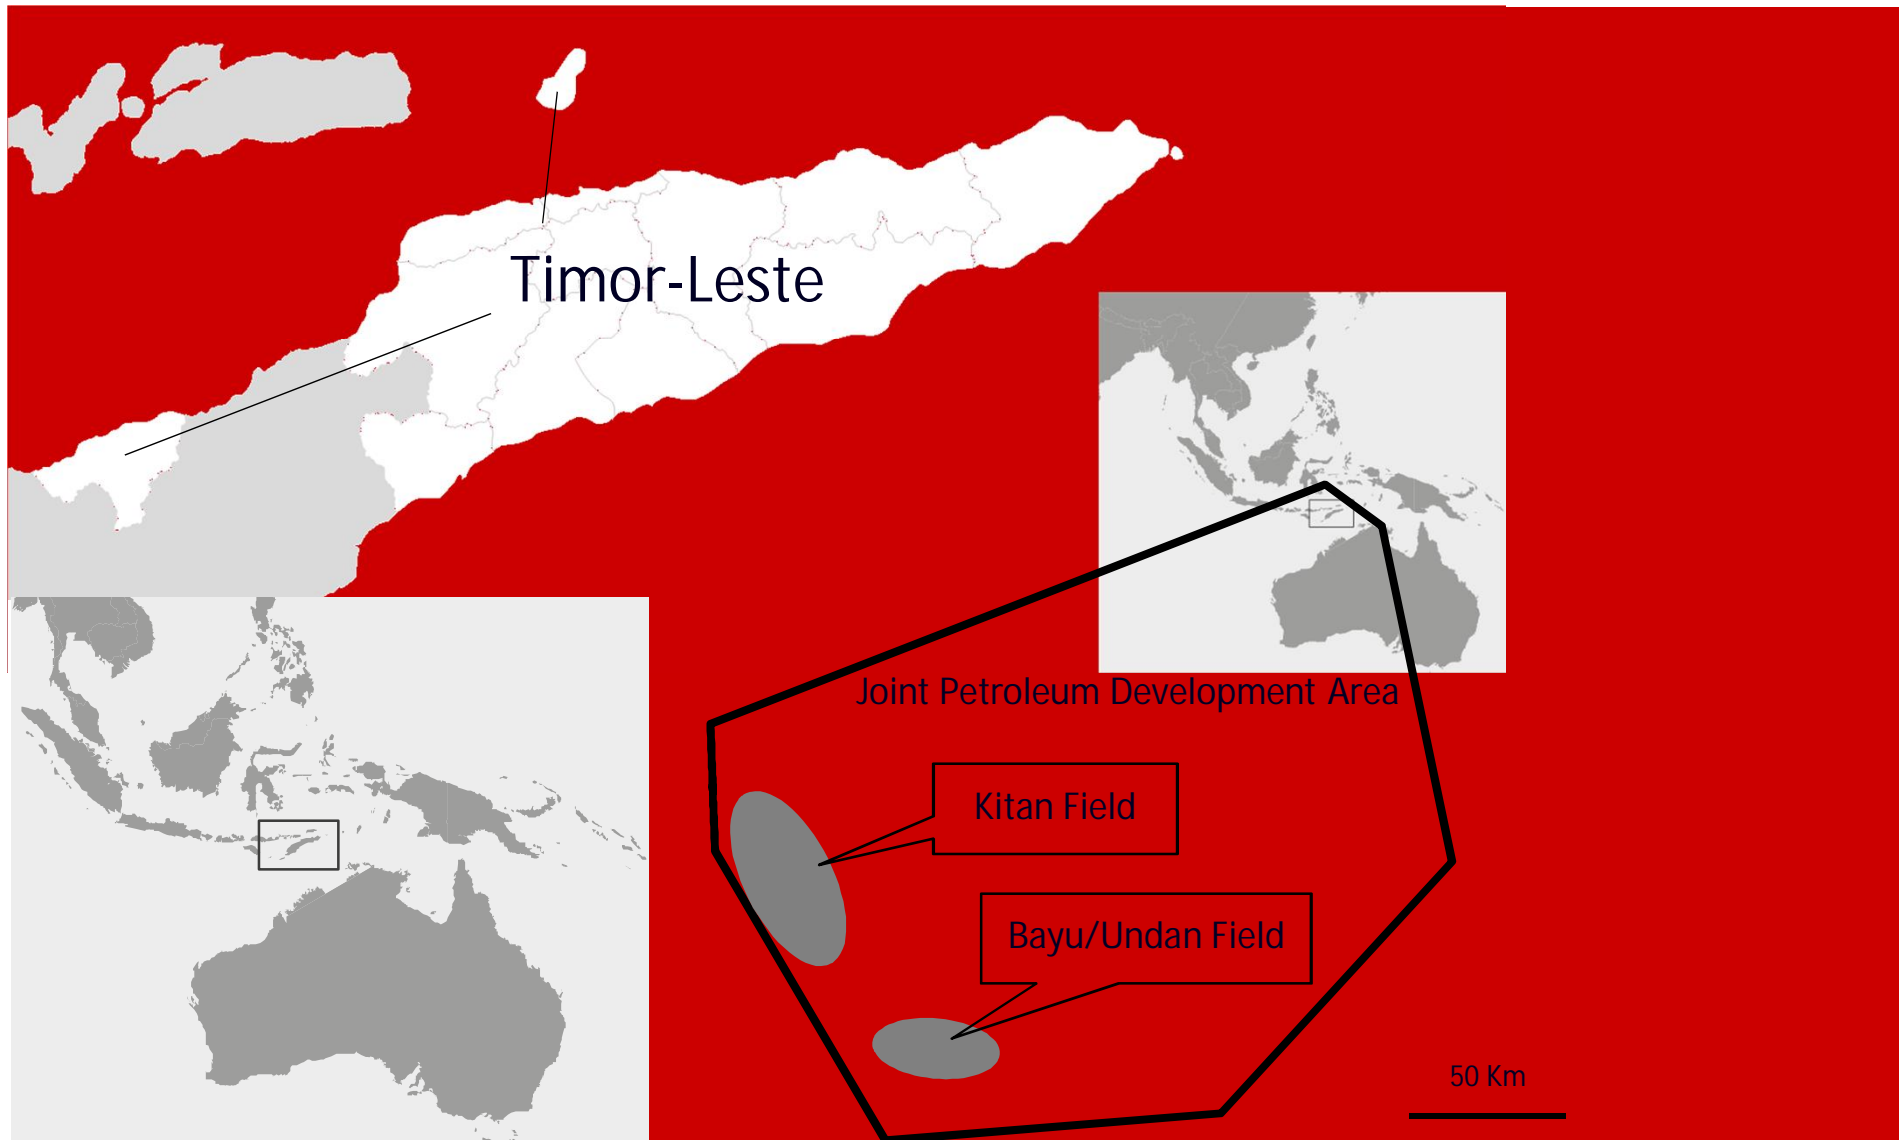 Timor-Leste
Joint Petroleum Development Area
Kitan Field
Bayu/Undan Field
50 Km